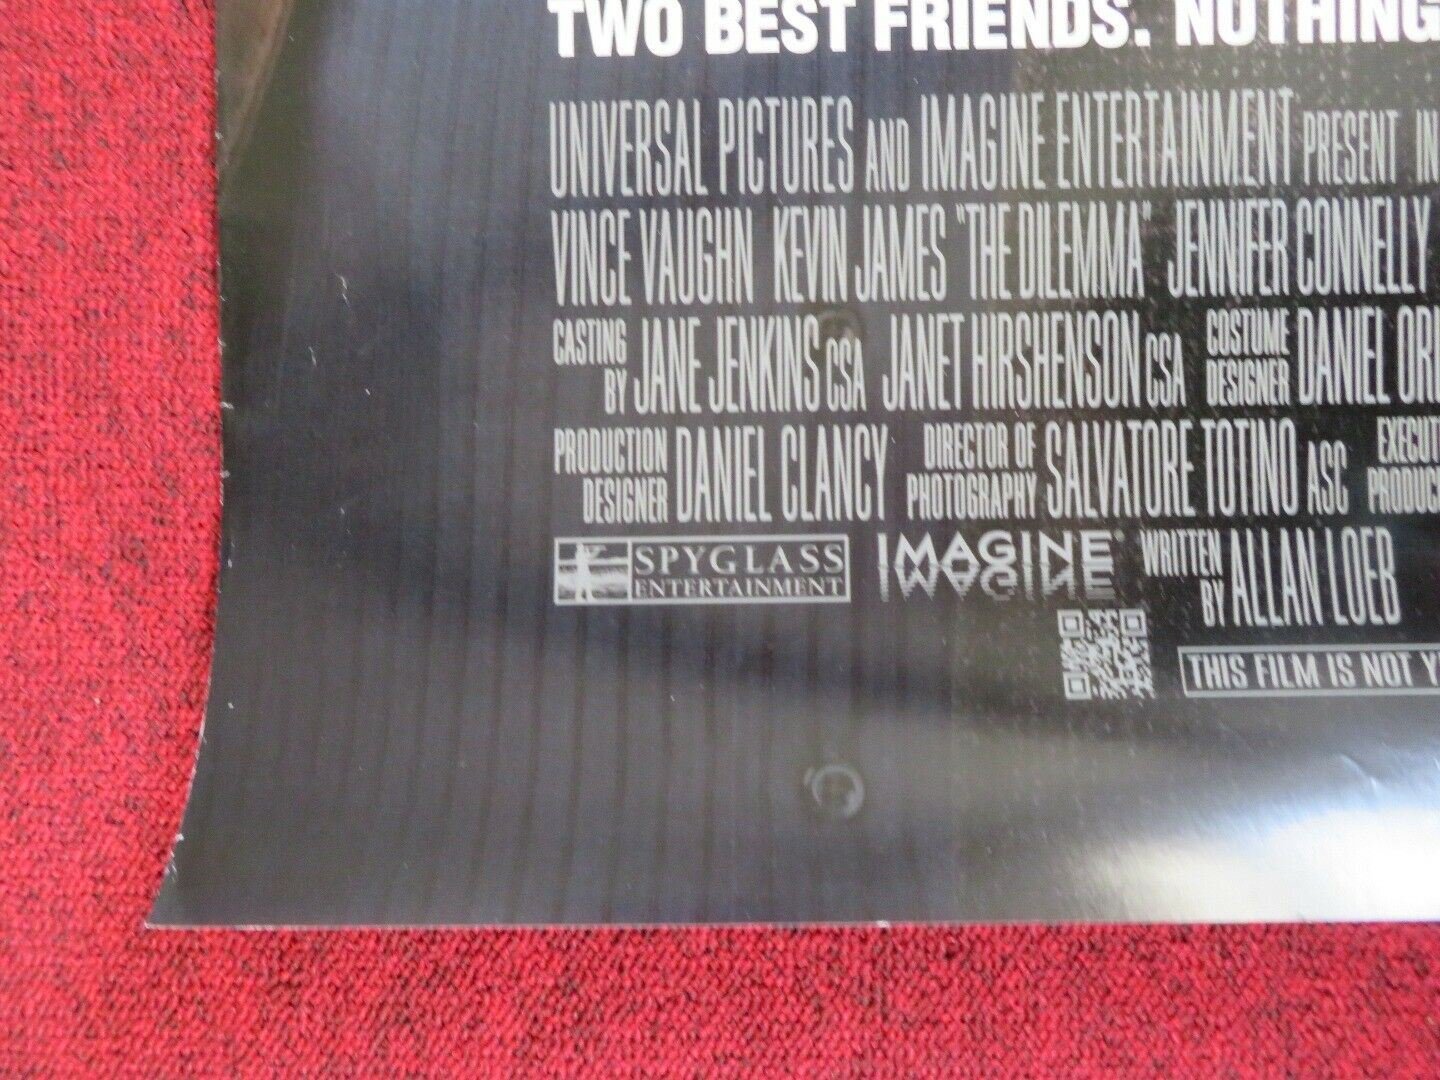 TWO BEST FRIENDS. NOTHING
UNIVERSAL PICTURES AND IMAGINE ENTERTAINMENT PRESENT IN
VINCE VAUGHN KEVIN JAMES "THE DILEMMA" JENNIFER CONNELLY
CASTING BY JANE JENKINS CSA JANET HIRSHENSON CSA COSTUME DESIGNER DANIEL
PRODUCTION DESIGNER DANIEL CLANCY DIRECTOR OF PHOTOGRAPHY SALVATORE TOTINO ASC
SPYGLASS ENTERTAINMENT IMAGINE WRITTEN BY ALLAN LOEB
THIS FILM IS NOT